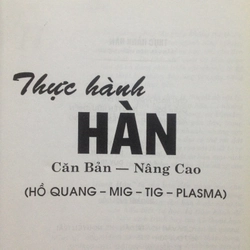 Thực hành
HÀN
Căn Bản — Nâng Cao
(HỒ QUANG – MIG – TIG – PLASMA)